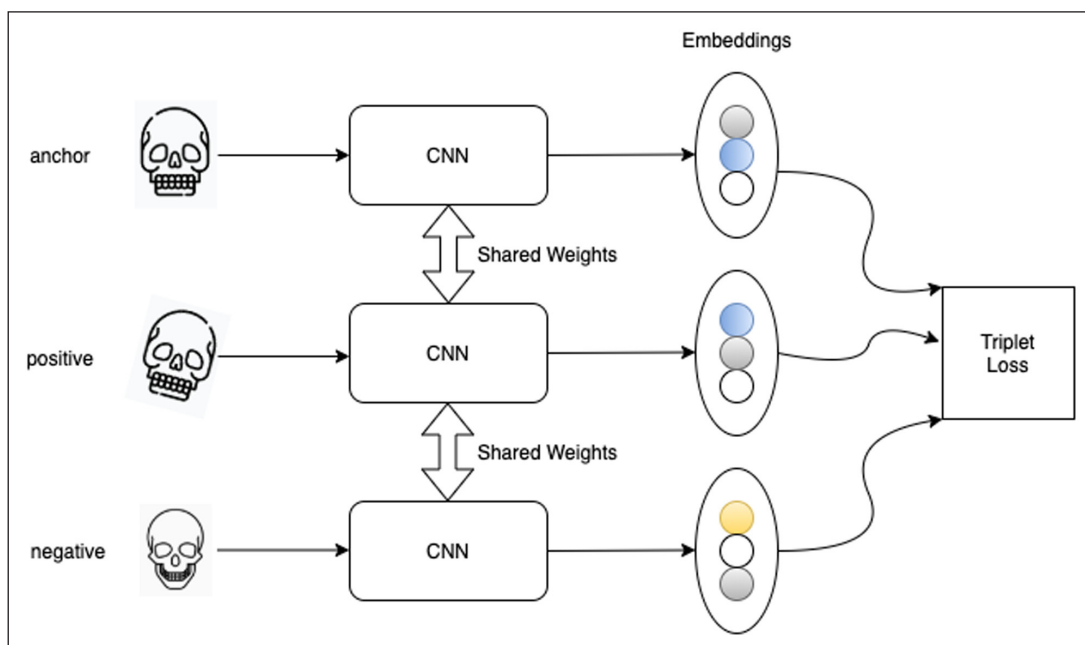 Embeddings
anchor
CNN
Shared Weights
positive
CNN
Triplet
Loss
Shared Weights
negative
CNN